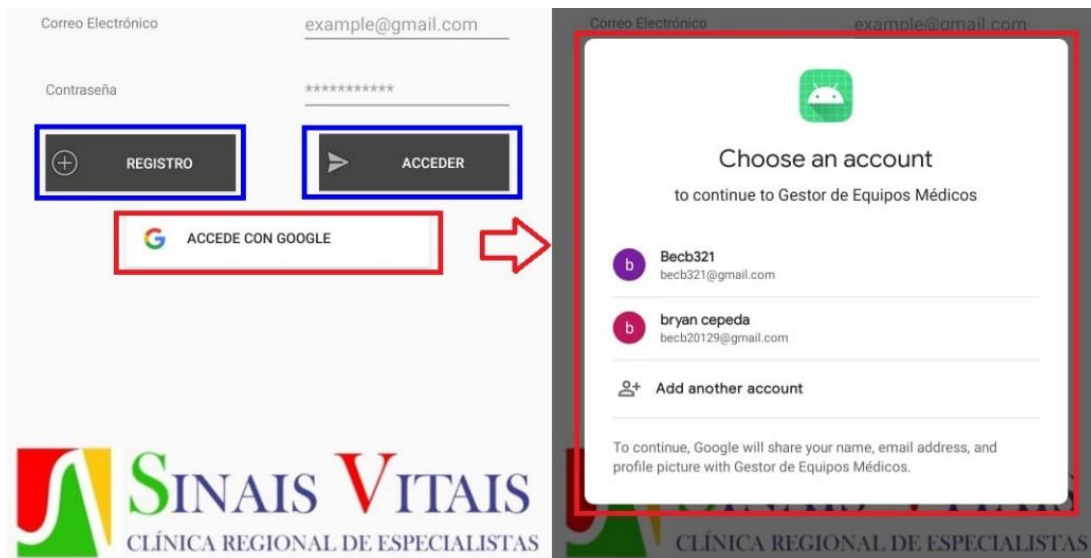 Correo Electrónico example@gmail.com
Contraseña ***********
REGISTRO ACCEDER
ACCEDE CON GOOGLE
SINAIS VITAIS
CLÍNICA REGIONAL DE ESPECIALISTAS
Correo Electrónico example@gmail.com
Choose an account
to continue to Gestor de Equipos Médicos
b Becb321
becb321@gmail.com
b bryan cepeda
becb20129@gmail.com
Add another account
To continue, Google will share your name, email address, and
profile picture with Gestor de Equipos Médicos.
CLÍNICA REGIONAL DE ESPECIALISTAS